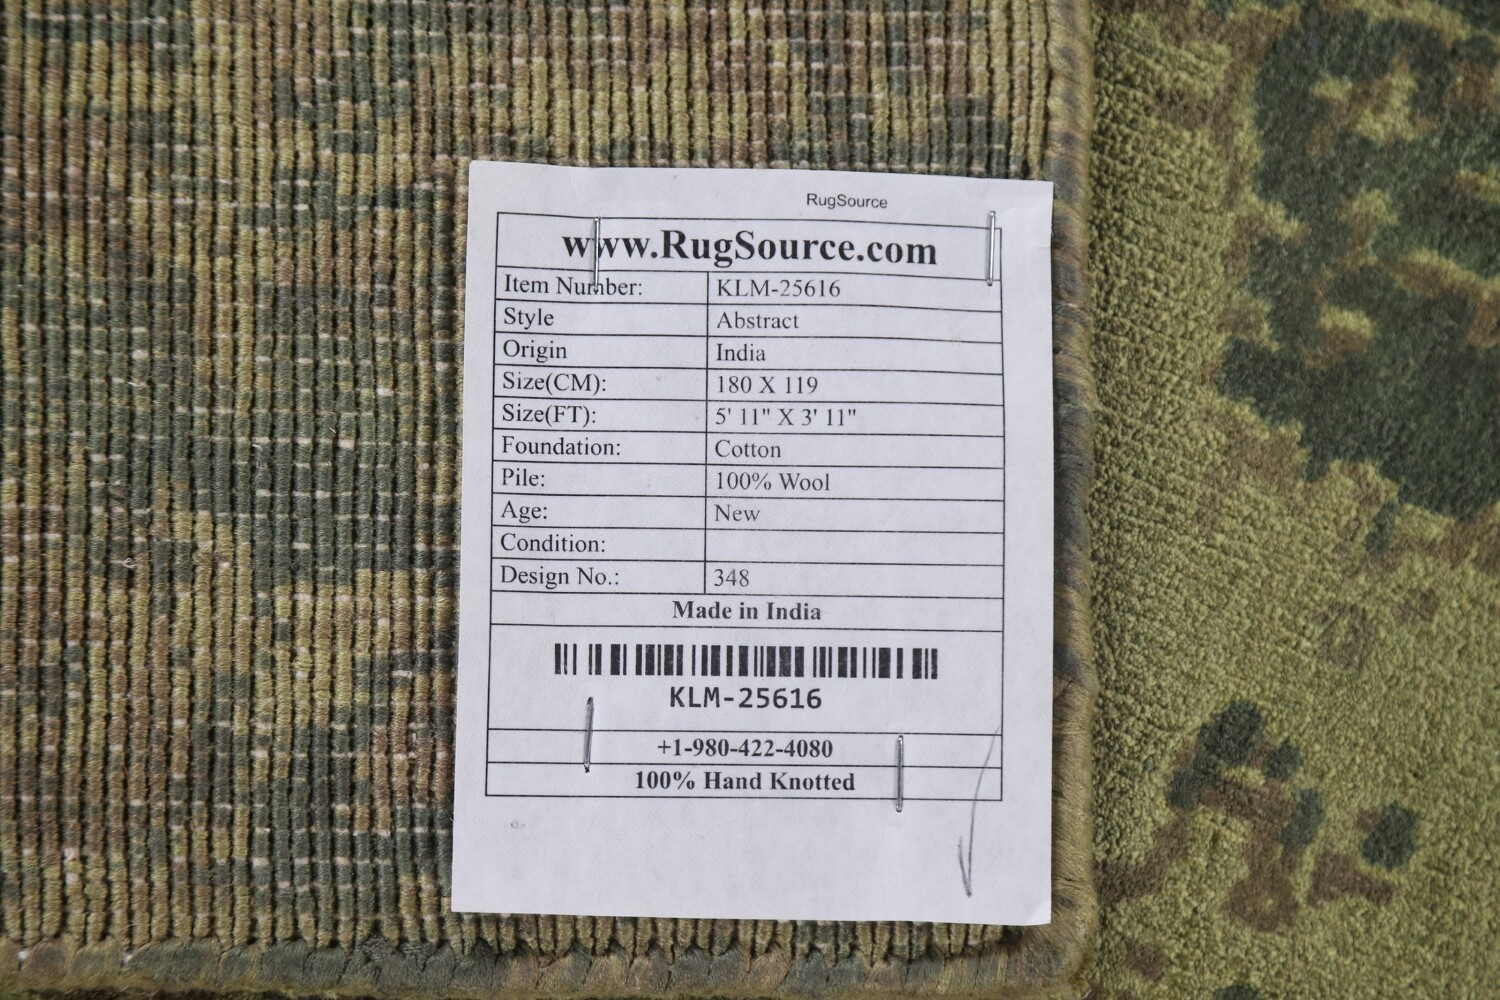 RugSource
www.RugSource.com
Item Number: KLM-25616
Style Abstract
Origin India
Size(CM): 180 X 119
Size(FT): 5' 11" X 3' 11"
Foundation: Cotton
Pile: 100% Wool
Age: New
Condition:
Design No.: 348
Made in India
KLM-25616
+1-980-422-4080
100% Hand Knotted